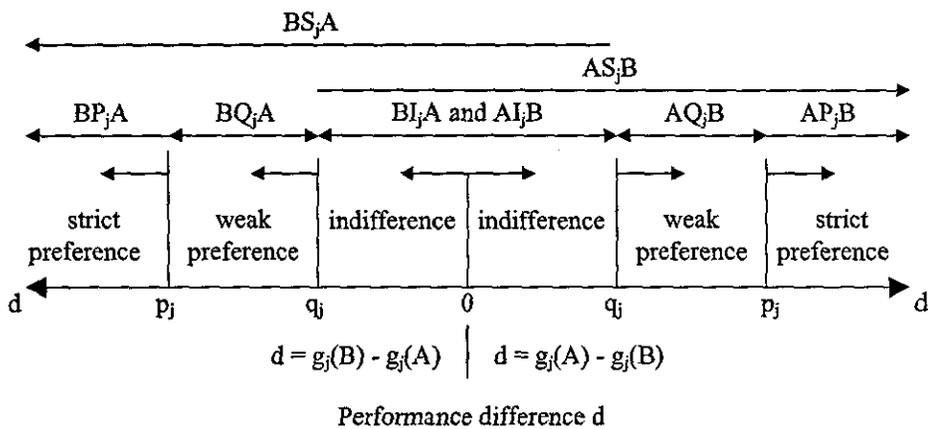 BSjA
ASjB
BPjA BQjA BIjA and AIjB AQjB APjB
strict preference weak preference indifference indifference weak preference strict preference
d pj qj 0 qj pj d
d = gj(B) - gj(A) d = gj(A) - gj(B)
Performance difference d